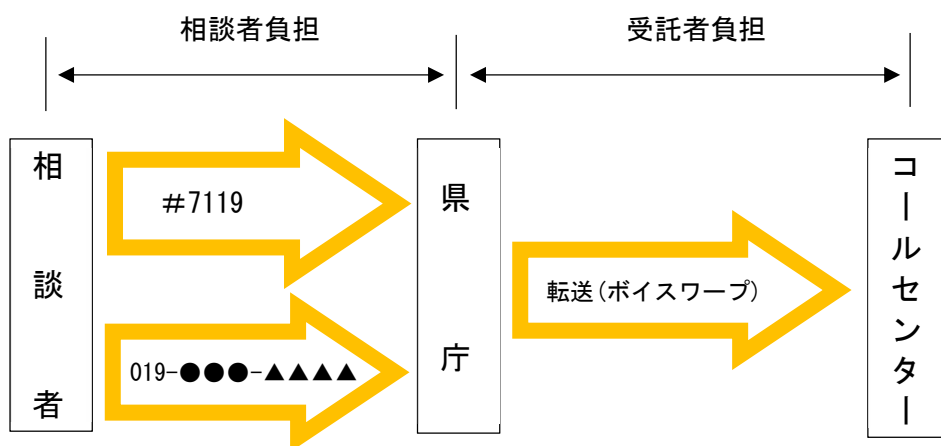 相談者負担
受託者負担
相談者
#7119
019-●●●-▲▲▲▲
県庁
転送(ボイスワープ)
コールセンター